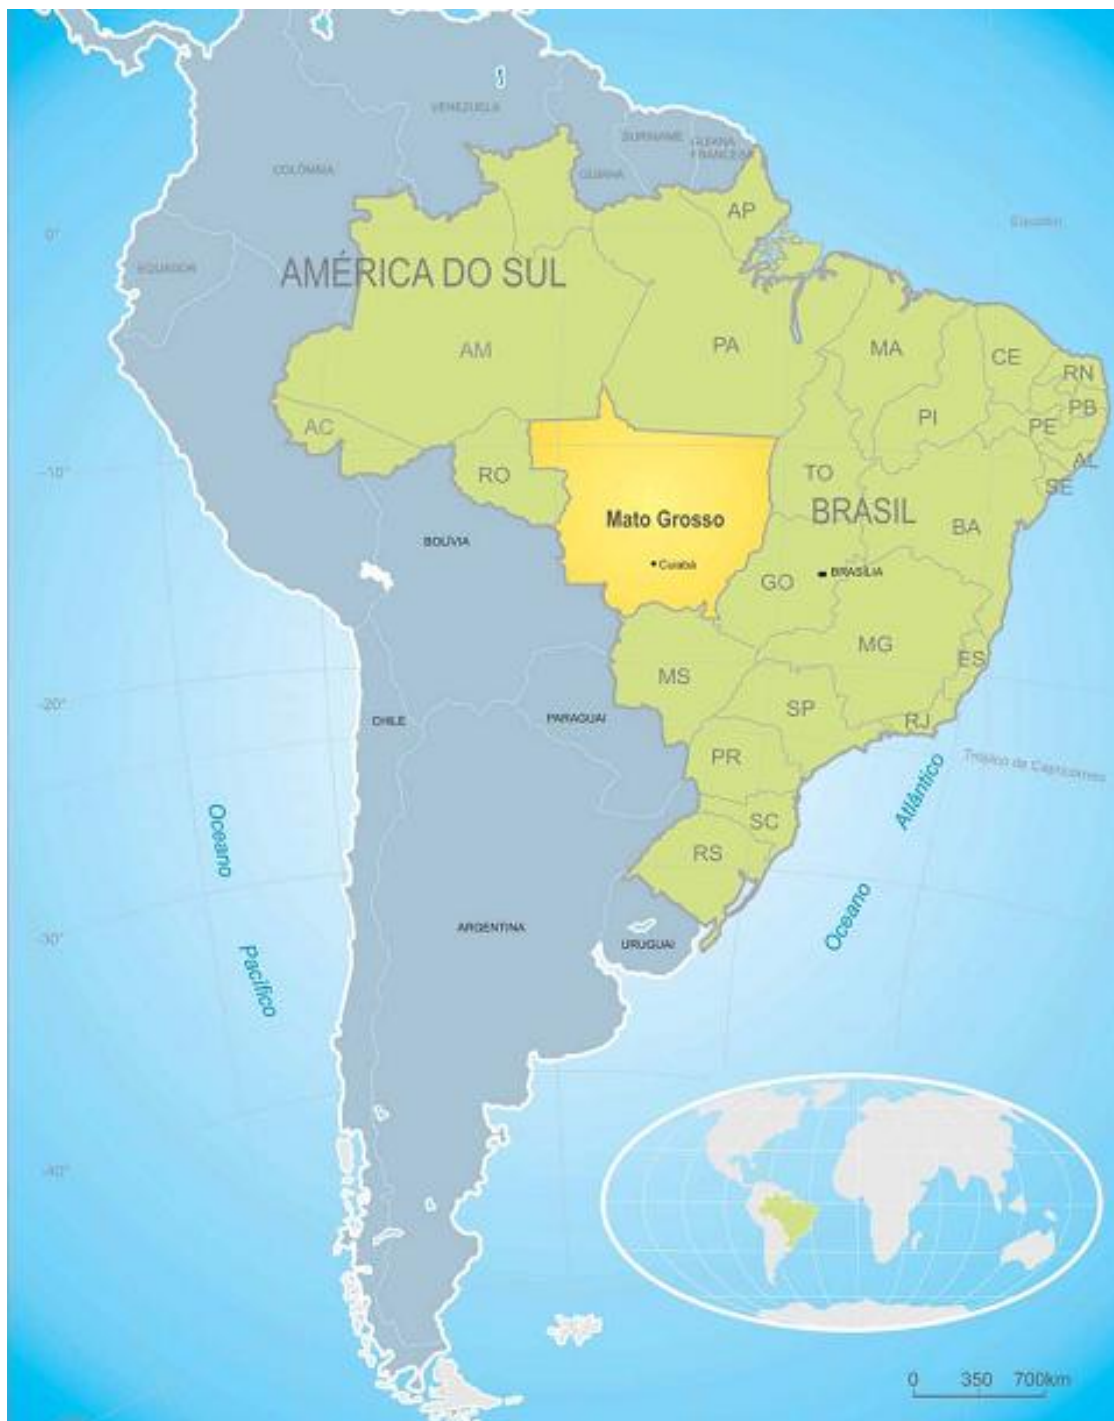 VENEZUELA
SURINAME
GUIANA
FRANCESA
COLÔMBIA
GUIANA
AP
Equador
0°
EQUADOR
AMÉRICA DO SUL
AM
PA
MA
CE
RN
PB
PI
PE
AC
AL
-10°
RO
TO
SE
Mato Grosso
BRASIL
BA
BOLÍVIA
Cuiabá
GO
BRASÍLIA
MG
ES
MS
-20°
SP
CHILE
PARAGUAI
RJ
PR
Trópico de Capricórnio
Oceano
Atlântico
SC
RS
Oceano
ARGENTINA
-30°
URUGUAI
Pacífico
-40°
0 350 700km